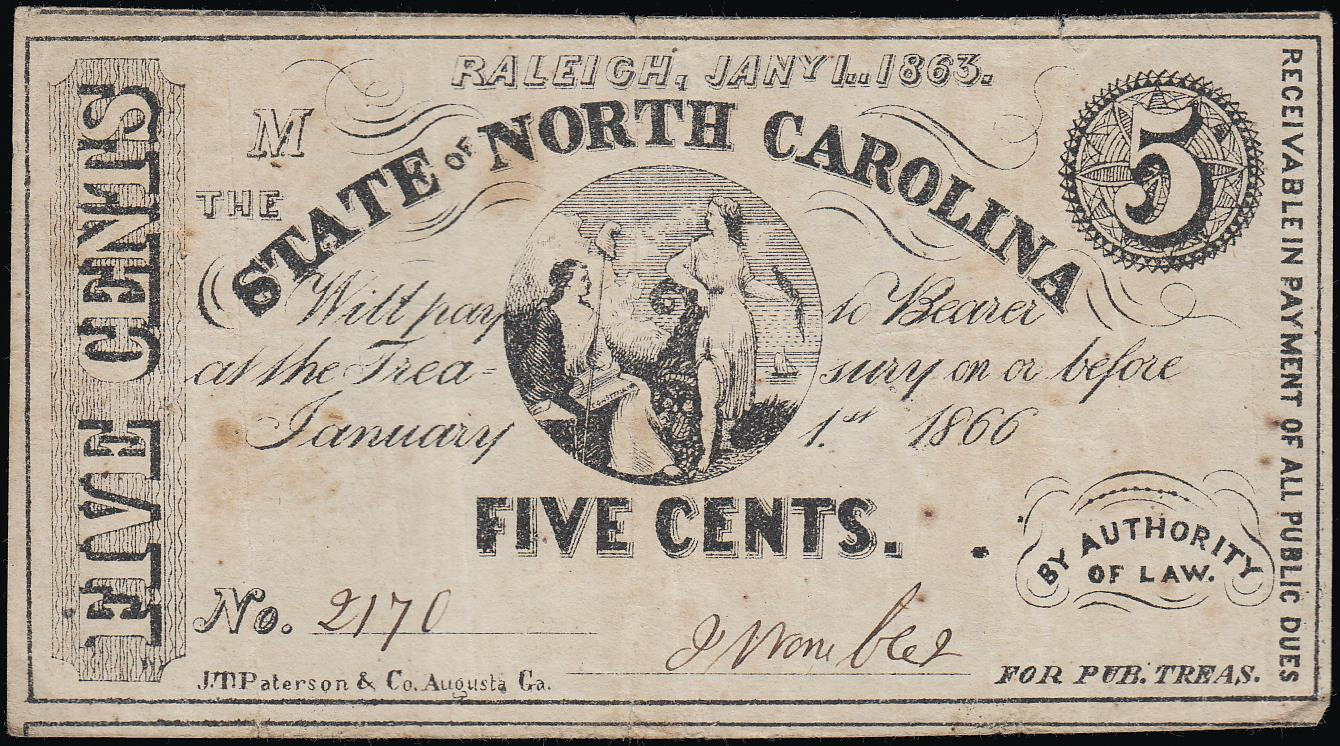 RALEIGH, JANY 1.. 1863.
M
THE
STATE OF NORTH CAROLINA
5
Will pay to Bearer
at the Trea- sury on or before
January 1st 1866
FIVE CENTS.
BY AUTHORITY
OF LAW.
No. 2170
J.T. Paterson & Co. Augusta Ga.
FOR PUB. TREAS.
FIVE CENTS
RECEIVABLE IN PAYMENT OF ALL PUBLIC DUES